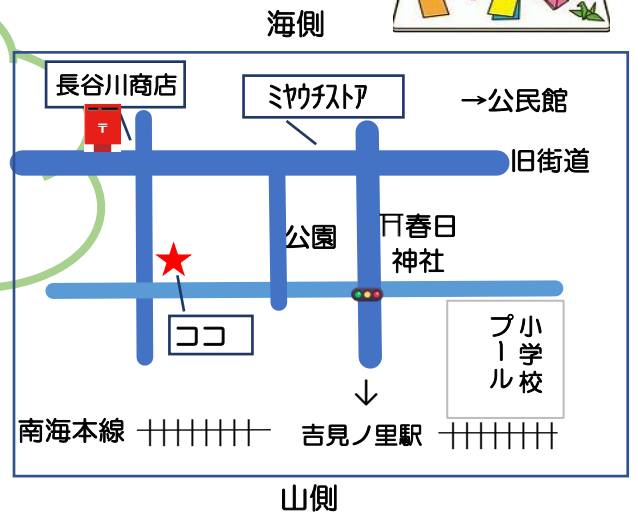 海側
長谷川商店
ミヤウチストア
→公民館
〒
旧街道
公園
⛩春日
神社
ココ
小学校
プール
↓
南海本線
吉見ノ里駅
山側